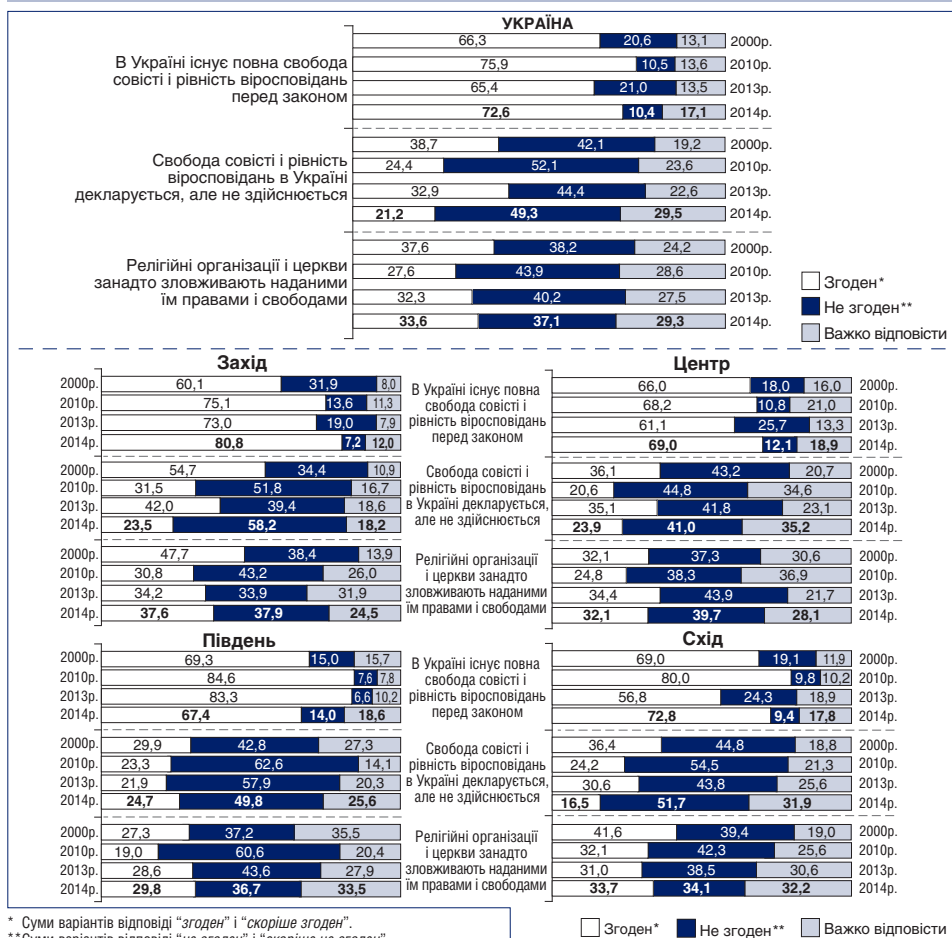 УКРАЇНА
В Україні існує повна свобода
совісті і рівність віросповідань
перед законом
66,3 20,6 13,1 2000р.
75,9 10,5 13,6 2010р.
65,4 21,0 13,5 2013р.
72,6 10,4 17,1 2014р.
Свобода совісті і рівність
віросповідань в Україні
декларується, але не здійснюється
38,7 42,1 19,2 2000р.
24,4 52,1 23,6 2010р.
32,9 44,4 22,6 2013р.
21,2 49,3 29,5 2014р.
Релігійні організації і церкви
занадто зловживають наданими
їм правами і свободами
37,6 38,2 24,2 2000р.
27,6 43,9 28,6 2010р.
32,3 40,2 27,5 2013р.
33,6 37,1 29,3 2014р.
Згоден*
Не згоден**
Важко відповісти
Захід
2000р. 60,1 31,9 8,0
2010р. 75,1 13,6 11,3
2013р. 73,0 19,0 7,9
2014р. 80,8 7,2 12,0
2000р. 54,7 34,4 10,9
2010р. 31,5 51,8 16,7
2013р. 42,0 39,4 18,6
2014р. 23,5 58,2 18,2
2000р. 47,7 38,4 13,9
2010р. 30,8 43,2 26,0
2013р. 34,2 33,9 31,9
2014р. 37,6 37,9 24,5
В Україні існує повна
свобода совісті і
рівність віросповідань
перед законом
Свобода совісті і
рівність віросповідань
в Україні декларується,
але не здійснюється
Релігійні організації
і церкви занадто
зловживають наданими
їм правами і свободами
Центр
66,0 18,0 16,0 2000р.
68,2 10,8 21,0 2010р.
61,1 25,7 13,3 2013р.
69,0 12,1 18,9 2014р.
36,1 43,2 20,7 2000р.
20,6 44,8 34,6 2010р.
35,1 41,8 23,1 2013р.
23,9 41,0 35,2 2014р.
32,1 37,3 30,6 2000р.
24,8 38,3 36,9 2010р.
34,4 43,9 21,7 2013р.
32,1 39,7 28,1 2014р.
Південь
2000р. 69,3 15,0 15,7
2010р. 84,6 7,6 7,8
2013р. 83,3 6,6 10,2
2014р. 67,4 14,0 18,6
2000р. 29,9 42,8 27,3
2010р. 23,3 62,6 14,1
2013р. 21,9 57,9 20,3
2014р. 24,7 49,8 25,6
2000р. 27,3 37,2 35,5
2010р. 19,0 60,6 20,4
2013р. 28,6 43,6 27,9
2014р. 29,8 36,7 33,5
В Україні існує повна
свобода совісті і
рівність віросповідань
перед законом
Свобода совісті і
рівність віросповідань
в Україні декларується,
але не здійснюється
Релігійні організації
і церкви занадто
зловживають наданими
їм правами і свободами
Схід
69,0 19,1 11,9 2000р.
80,0 9,8 10,2 2010р.
56,8 24,3 18,9 2013р.
72,8 9,4 17,8 2014р.
36,4 44,8 18,8 2000р.
24,2 54,5 21,3 2010р.
30,6 43,8 25,6 2013р.
16,5 51,7 31,9 2014р.
41,6 39,4 19,0 2000р.
32,1 42,3 25,6 2010р.
31,0 38,5 30,6 2013р.
33,7 34,1 32,2 2014р.
* Суми варіантів відповіді “згоден” і “скоріше згоден”.
**Суми варіантів відповіді “не згоден” і “скоріше не згоден”.
Згоден* Не згоден** Важко відповісти